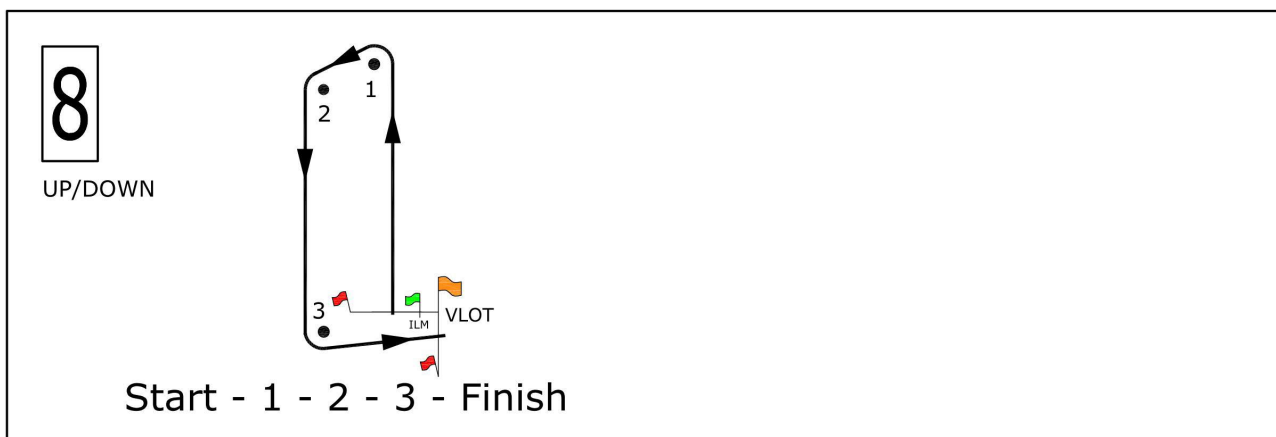 8
UP/DOWN
1
2
3
ILM
VLOT
Start - 1 - 2 - 3 - Finish